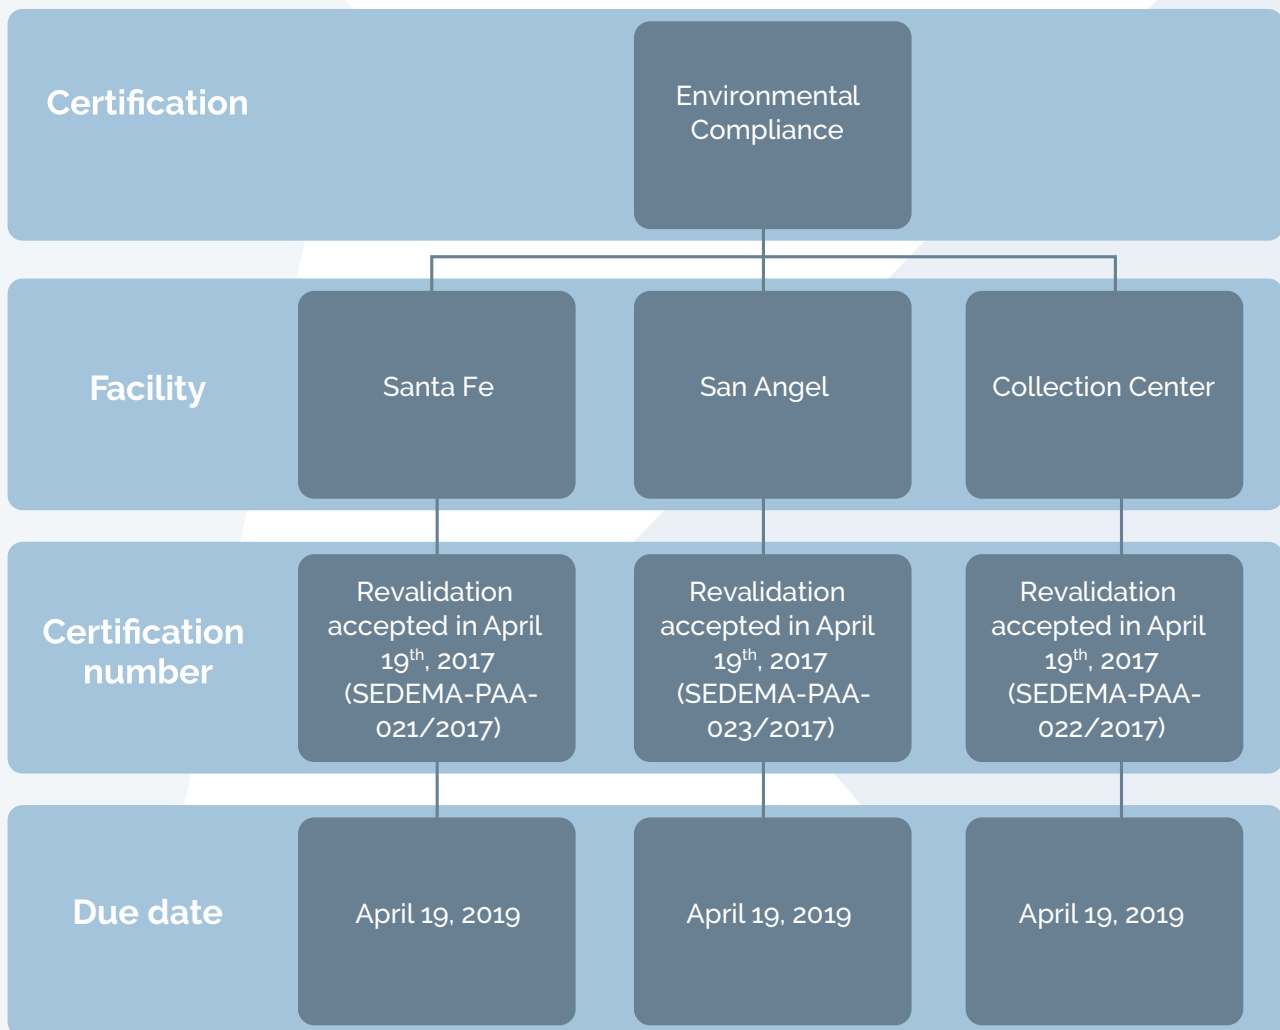 Certification
Environmental
Compliance
Facility
Santa Fe
San Angel
Collection Center
Certification
number
Revalidation
accepted in April
19th, 2017
(SEDEMA-PAA-
021/2017)
Revalidation
accepted in April
19th, 2017
(SEDEMA-PAA-
023/2017)
Revalidation
accepted in April
19th, 2017
(SEDEMA-PAA-
022/2017)
Due date
April 19, 2019
April 19, 2019
April 19, 2019